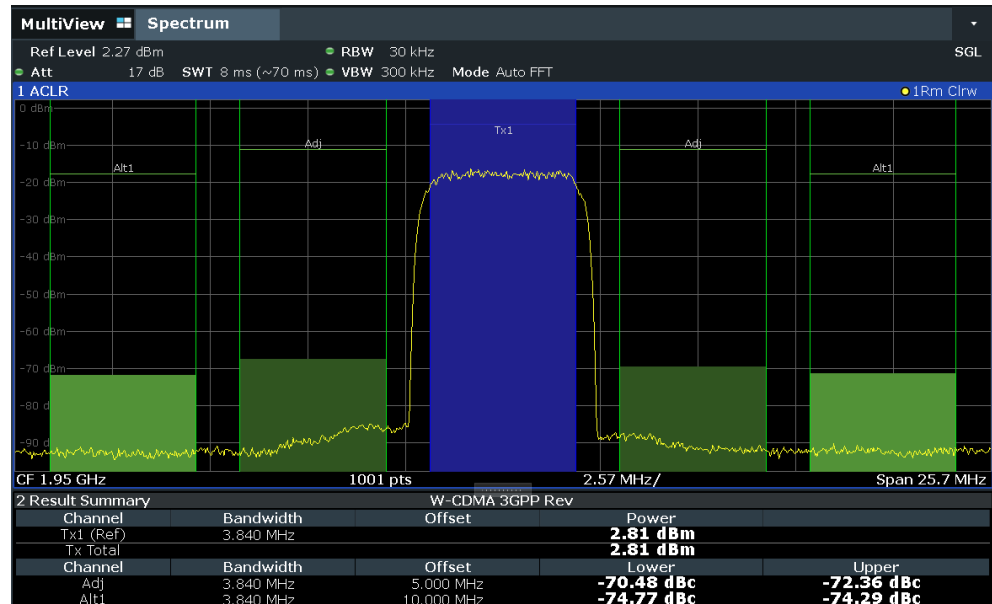 MultiView Spectrum
Ref Level 2.27 dBm RBW 30 kHz SGL
Att 17 dB SWT 8 ms (~70 ms) VBW 300 kHz Mode Auto FFT
1 ACLR 1Rm Clrw
0 dBm
Tx1
-10 dBm Adj Adj
Alt1 Alt1
-20 dBm
-30 dBm
-40 dBm
-50 dBm
-60 dBm
-70 dBm
-80 d
-90 d
CF 1.95 GHz 1001 pts 2.57 MHz/ Span 25.7 MHz
2 Result Summary W-CDMA 3GPP Rev
Channel Bandwidth Offset Power
Tx1 (Ref) 3.840 MHz 2.81 dBm
Tx Total 2.81 dBm
Channel Bandwidth Offset Lower Upper
Adj 3.840 MHz 5.000 MHz -70.48 dBc -72.36 dBc
Alt1 3.840 MHz 10.000 MHz -74.77 dBc -74.29 dBc